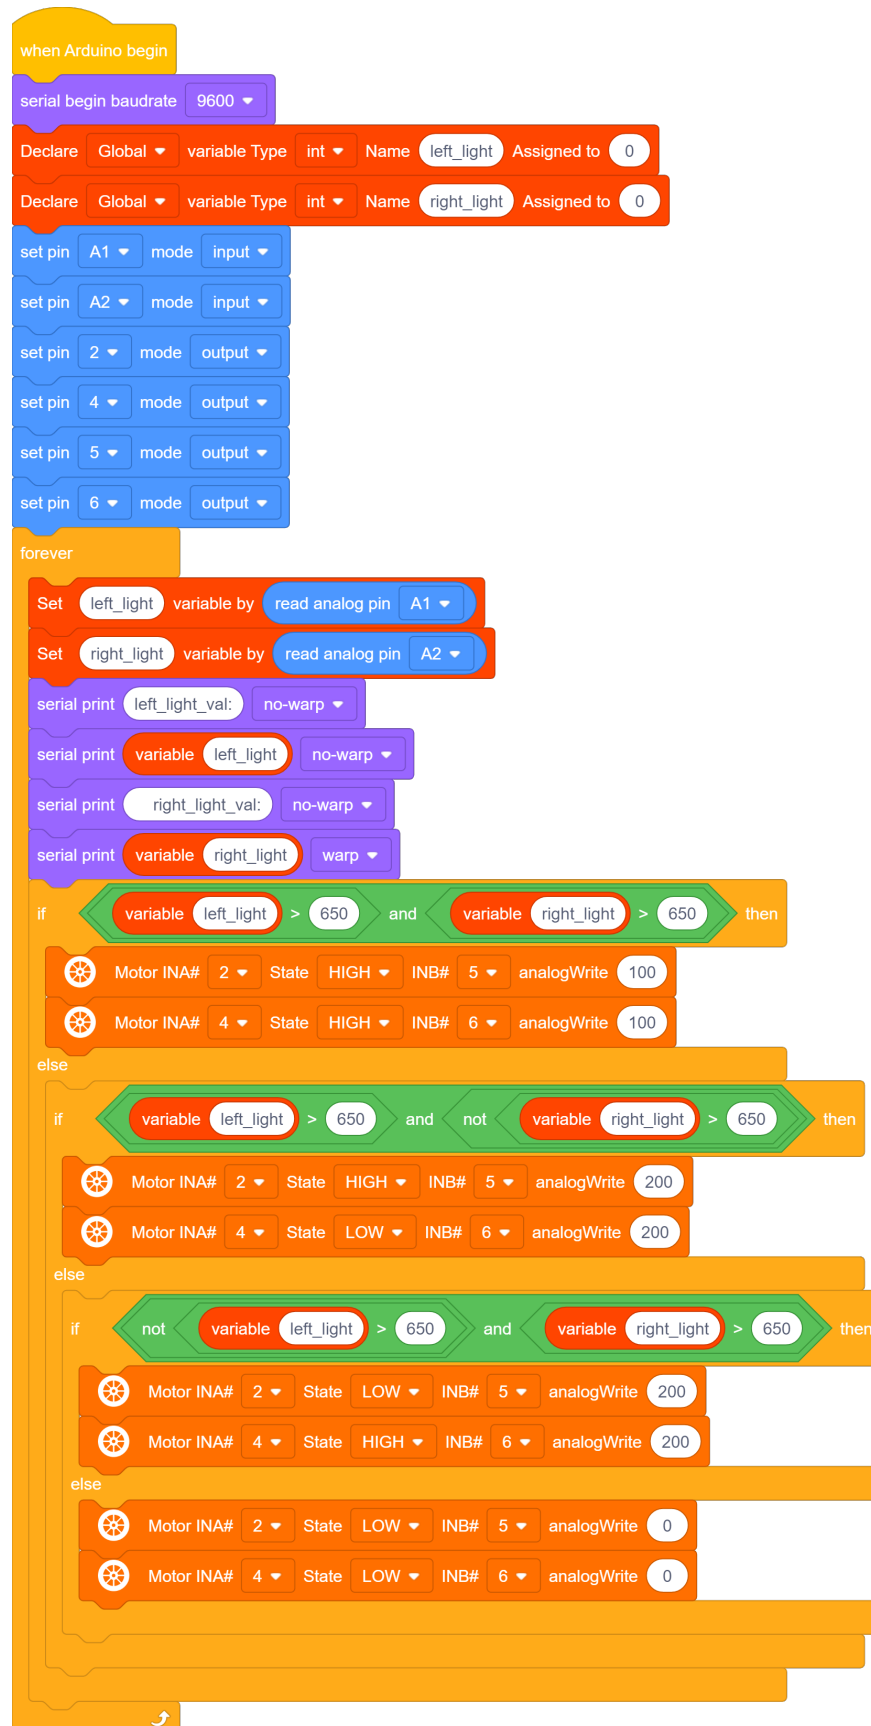 when Arduino begin
serial begin baudrate 9600
Declare Global variable Type int Name left_light Assigned to 0
Declare Global variable Type int Name right_light Assigned to 0
set pin A1 mode input
set pin A2 mode input
set pin 2 mode output
set pin 4 mode output
set pin 5 mode output
set pin 6 mode output
forever
Set left_light variable by read analog pin A1
Set right_light variable by read analog pin A2
serial print left_light_val: no-warp
serial print variable left_light no-warp
serial print right_light_val: no-warp
serial print variable right_light warp
if variable left_light > 650 and variable right_light > 650 then
Motor INA# 2 State HIGH INB# 5 analogWrite 100
Motor INA# 4 State HIGH INB# 6 analogWrite 100
else
if variable left_light > 650 and not variable right_light > 650 then
Motor INA# 2 State HIGH INB# 5 analogWrite 200
Motor INA# 4 State LOW INB# 6 analogWrite 200
else
if not variable left_light > 650 and variable right_light > 650 then
Motor INA# 2 State LOW INB# 5 analogWrite 200
Motor INA# 4 State HIGH INB# 6 analogWrite 200
else
Motor INA# 2 State LOW INB# 5 analogWrite 0
Motor INA# 4 State LOW INB# 6 analogWrite 0